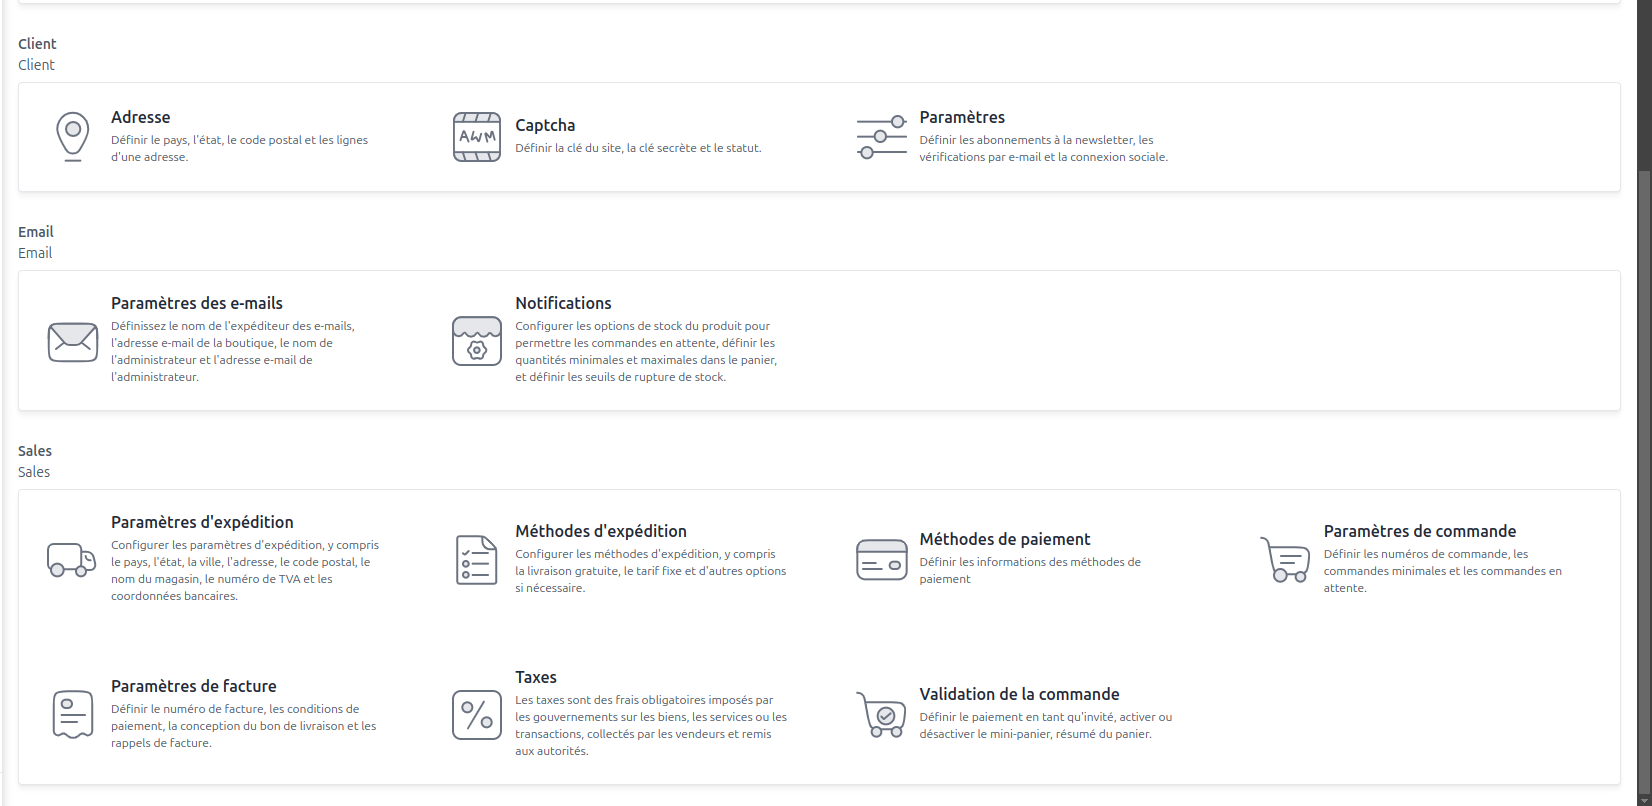 Client
Client
Adresse
Définir le pays, l'état, le code postal et les lignes
d'une adresse.
AWM
Captcha
Définir la clé du site, la clé secrète et le statut.
Paramètres
Définir les abonnements à la newsletter, les
vérifications par e-mail et la connexion sociale.
Email
Email
Paramètres des e-mails
Définissez le nom de l'expéditeur des e-mails,
l'adresse e-mail de la boutique, le nom de
l'administrateur et l'adresse e-mail de
l'administrateur.
Notifications
Configurer les options de stock du produit pour
permettre les commandes en attente, définir les
quantités minimales et maximales dans le panier,
et définir les seuils de rupture de stock.
Sales
Sales
Paramètres d'expédition
Configurer les paramètres d'expédition, y compris
le pays, l'état, la ville, l'adresse, le code postal, le
nom du magasin, le numéro de TVA et les
coordonnées bancaires.
Méthodes d'expédition
Configurer les méthodes d'expédition, y compris
la livraison gratuite, le tarif fixe et d'autres options
si nécessaire.
Méthodes de paiement
Définir les informations des méthodes de
paiement
Paramètres de commande
Définir les numéros de commande, les
commandes minimales et les commandes en
attente.
Paramètres de facture
Définir le numéro de facture, les conditions de
paiement, la conception du bon de livraison et les
rappels de facture.
Taxes
Les taxes sont des frais obligatoires imposés par
les gouvernements sur les biens, les services ou les
transactions, collectés par les vendeurs et remis
aux autorités.
Validation de la commande
Définir le paiement en tant qu'invité, activer ou
désactiver le mini-panier, résumé du panier.